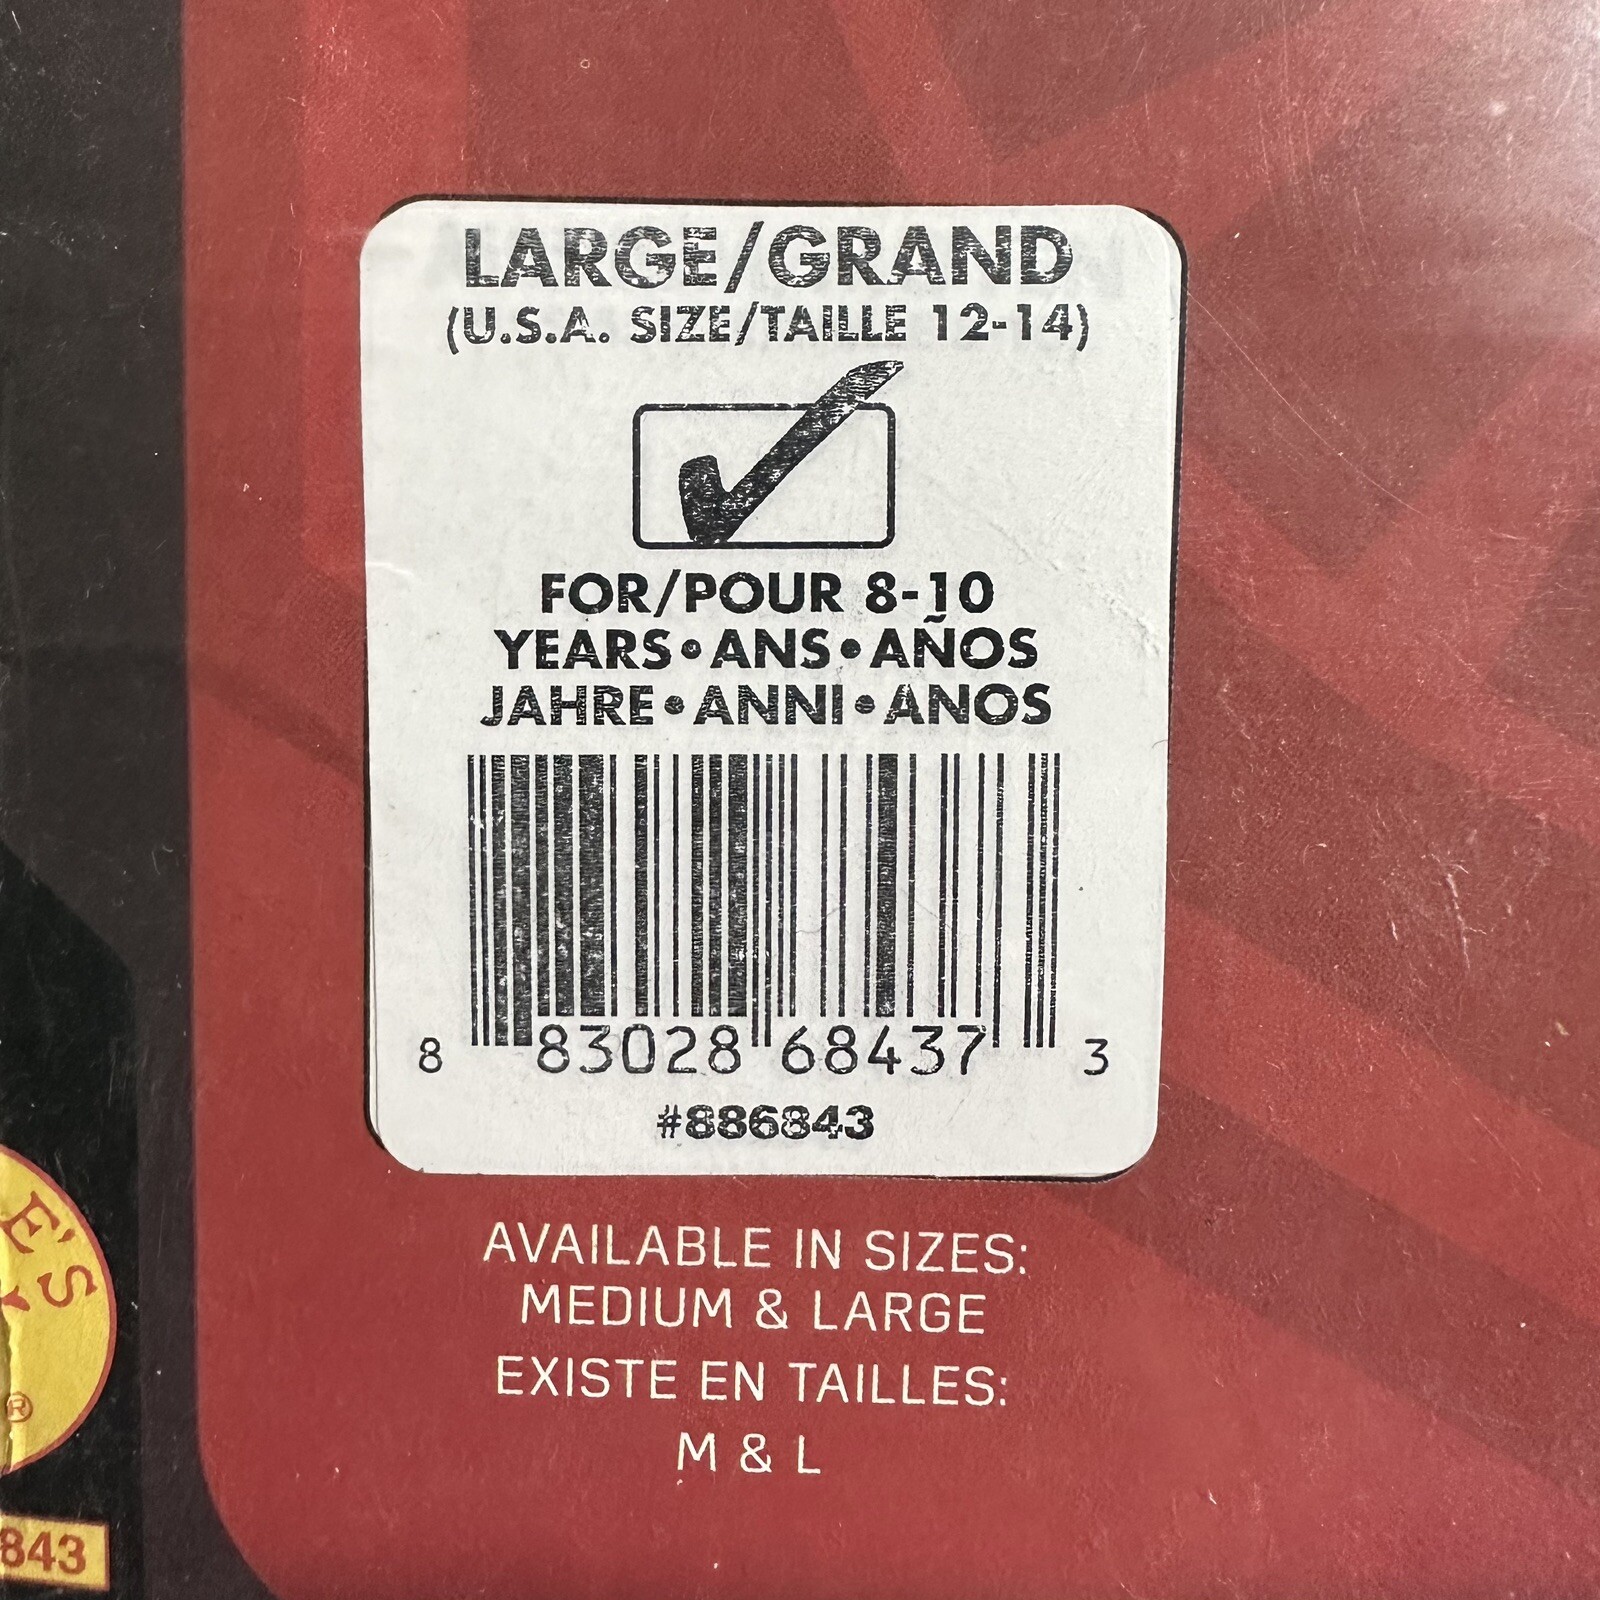 LARGE/GRAND
(U.S.A. SIZE/TAILLE 12-14)
FOR/POUR 8-10
YEARS•ANS•AÑOS
JAHRE•ANNI•ANOS
8 83028 68437 3
#886843
AVAILABLE IN SIZES:
MEDIUM & LARGE
EXISTE EN TAILLES:
M & L
E'S
®
843